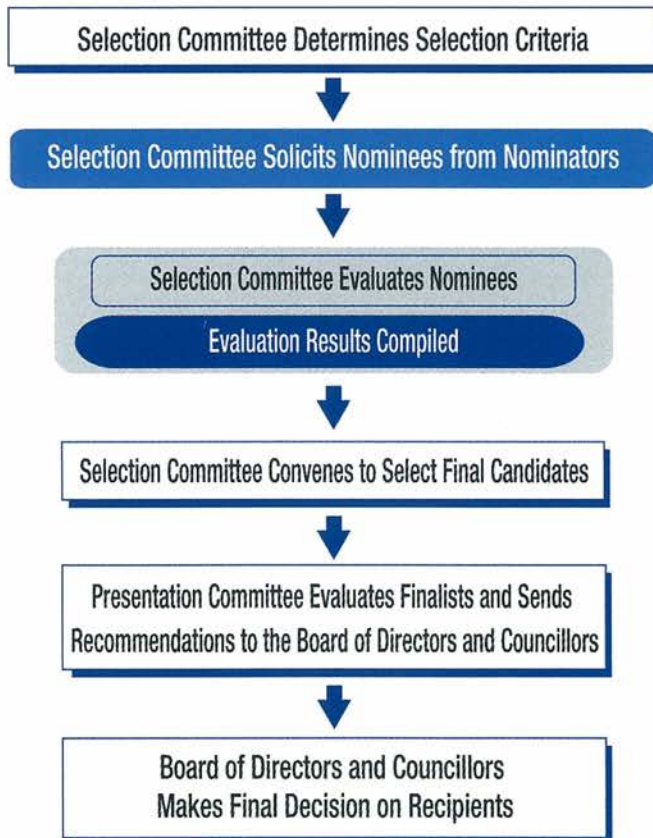 Selection Committee Determines Selection Criteria
Selection Committee Solicits Nominees from Nominators
Selection Committee Evaluates Nominees
Evaluation Results Compiled
Selection Committee Convenes to Select Final Candidates
Presentation Committee Evaluates Finalists and Sends
Recommendations to the Board of Directors and Councillors
Board of Directors and Councillors
Makes Final Decision on Recipients